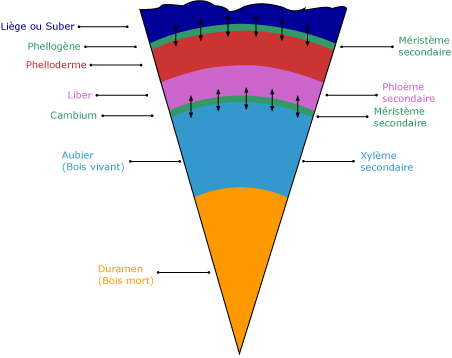 Liège ou Suber
Phellogène
Phelloderme
Liber
Cambium
Aubier
(Bois vivant)
Duramen
(Bois mort)
Méristème
secondaire
Phloème
secondaire
Méristème
secondaire
Xylème
secondaire